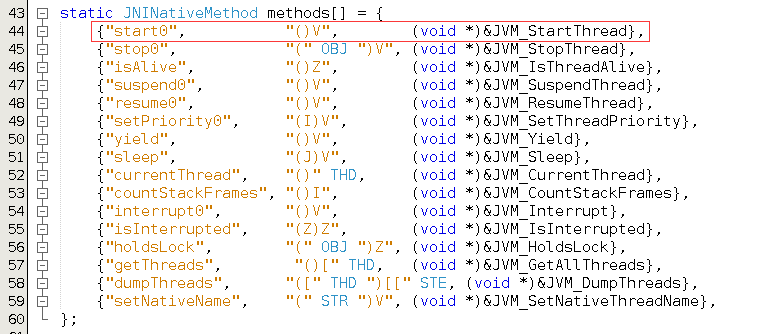 43 static JNINativeMethod methods[] = {
44 {"start0", "()V", (void *)&JVM_StartThread},
45 {"stop0", "(" OBJ ")V", (void *)&JVM_StopThread},
46 {"isAlive", "()Z", (void *)&JVM_IsThreadAlive},
47 {"suspend0", "()V", (void *)&JVM_SuspendThread},
48 {"resume0", "()V", (void *)&JVM_ResumeThread},
49 {"setPriority0", "(I)V", (void *)&JVM_SetThreadPriority},
50 {"yield", "()V", (void *)&JVM_Yield},
51 {"sleep", "(J)V", (void *)&JVM_Sleep},
52 {"currentThread", "()" THD, (void *)&JVM_CurrentThread},
53 {"countStackFrames", "()I", (void *)&JVM_CountStackFrames},
54 {"interrupt0", "()V", (void *)&JVM_Interrupt},
55 {"isInterrupted", "(Z)Z", (void *)&JVM_IsInterrupted},
56 {"holdsLock", "(" OBJ ")Z", (void *)&JVM_HoldsLock},
57 {"getThreads", "()[" THD, (void *)&JVM_GetAllThreads},
58 {"dumpThreads", "([" THD ")[[" STE, (void *)&JVM_DumpThreads},
59 {"setNativeName", "(" STR ")V", (void *)&JVM_SetNativeThreadName},
60 };